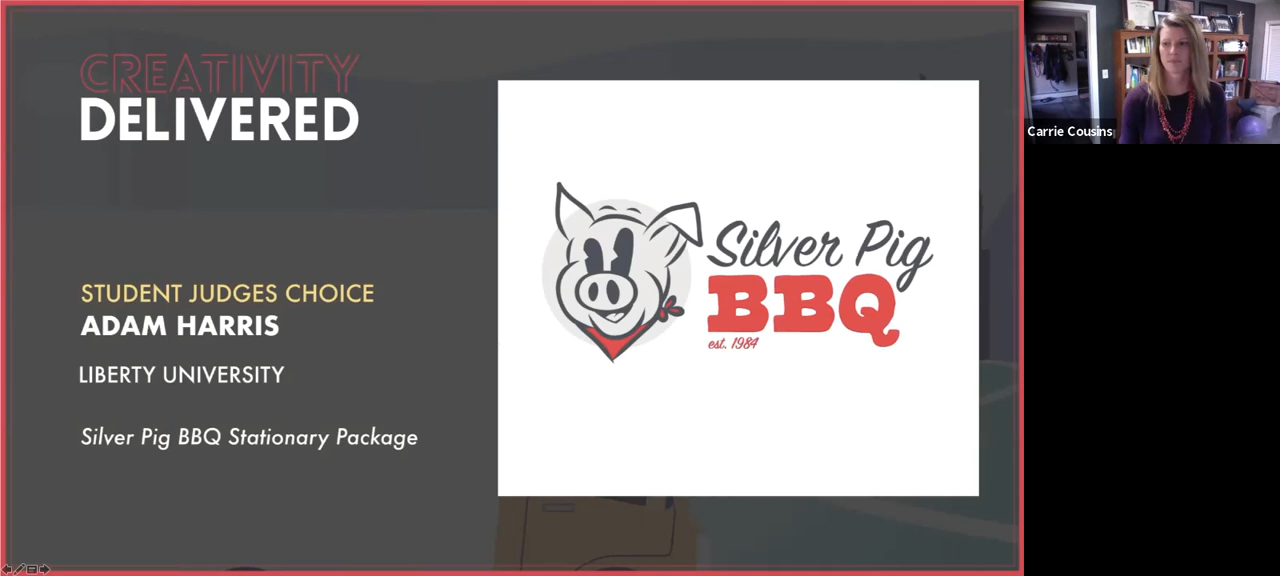 CREATIVITY
DELIVERED
STUDENT JUDGES CHOICE
ADAM HARRIS
LIBERTY UNIVERSITY
Silver Pig BBQ Stationary Package
Silver Pig
BBQ
est. 1984
Carrie Cousins